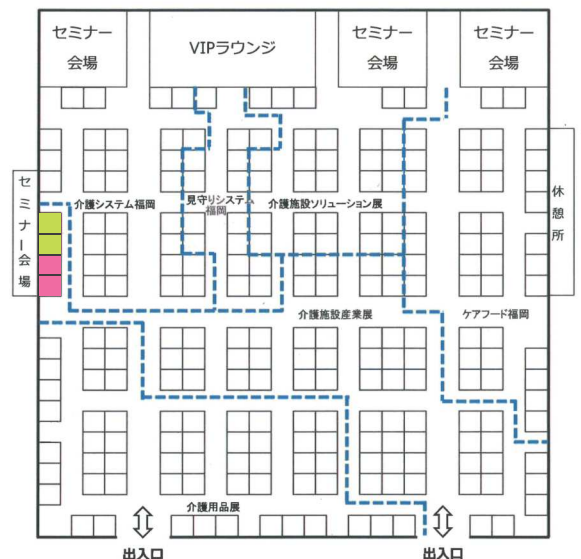 セミナー
会場
VIPラウンジ
セミナー
会場
セミナー
会場
セミナー会場
休憩所
介護システム福岡
見守りシステム
福岡
介護施設ソリューション展
介護施設産業展
ケアフード福岡
介護用品展
出入口
出入口